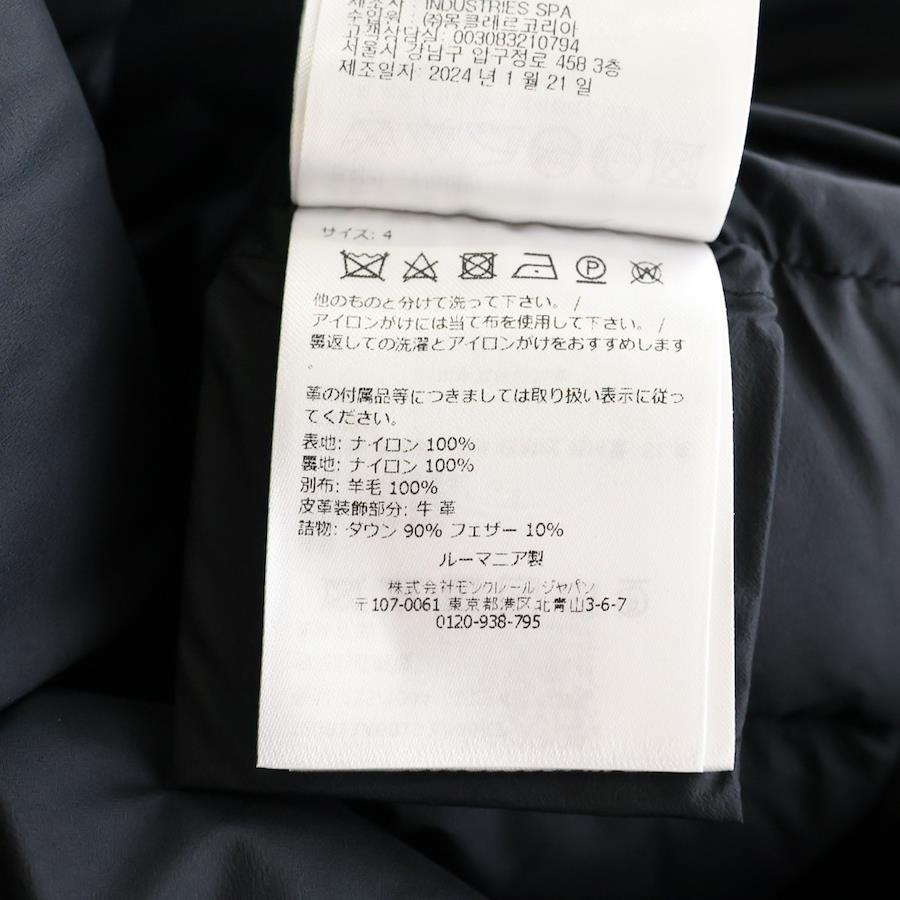 제조사 : INDUSTRIES SPA
수입원 : ㈜몽클레르코리아
고객상담실: 003083210794
서울시 강남구 압구정로 458 3층
제조일자: 2024 년 1 월 21 일
サイズ: 4
P
W
他のものと分けて洗って下さい。 /
アイロンがけには当て布を使用して下さい。 /
裏返しての洗濯とアイロンがけをおすすめします
。
革の付属品等につきましては取り扱い表示に従っ
てください。
表地: ナイロン 100%
裏地: ナイロン 100%
別布: 羊毛 100%
皮革装飾部分: 牛 革
詰物: ダウン 90% フェザー 10%
ルーマニア製
株式会社モンクレール ジャパン
〒107-0061 東京都港区北青山3-6-7
0120-938-795